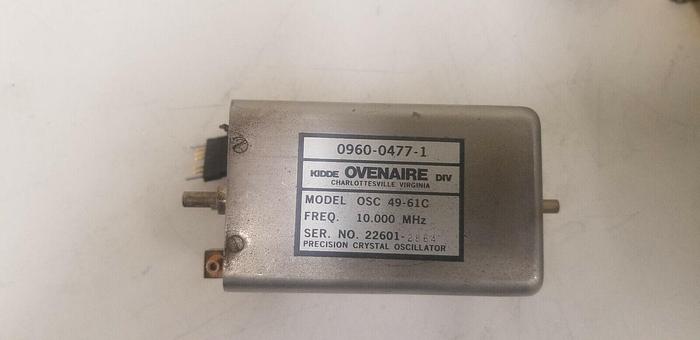 0960-0477-1
KIDDE OVENAIRE DIV
CHARLOTTESVILLE VIRGINIA
MODEL OSC 49-61C
FREQ. 10.000 MHz
SER. NO. 22601-
PRECISION CRYSTAL OSCILLATOR